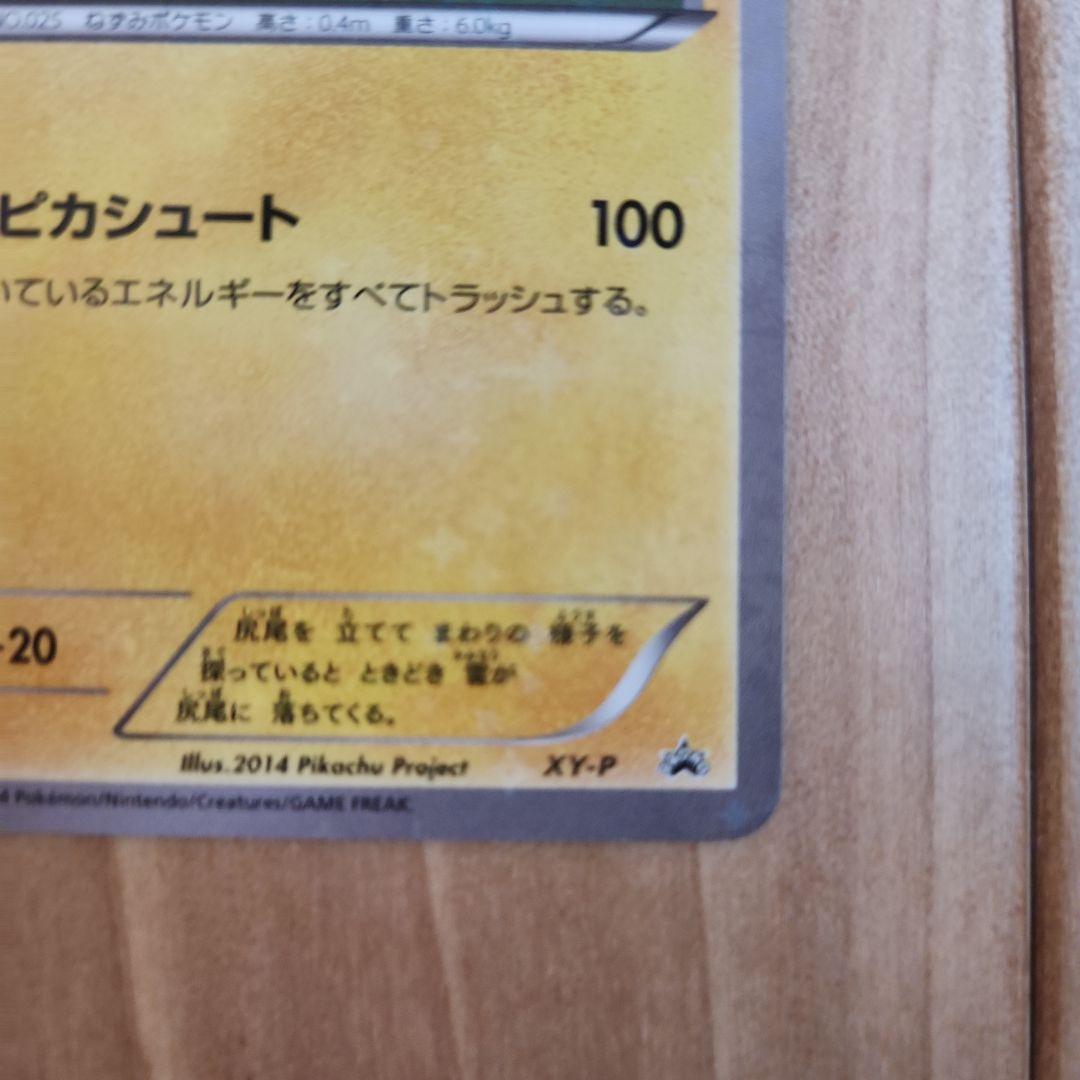 NO.025 ねずみポケモン 高さ：0.4m 重さ：6.0kg
ピカシュート 100
いているエネルギーをすべてトラッシュする。
-20
尻尾を 立てて まわりの 様子を
探っていると ときどき 雷が
尻尾に 落ちてくる。
Illus. 2014 Pikachu Project XY-P
4 Pokémon/Nintendo/Creatures/GAME FREAK.